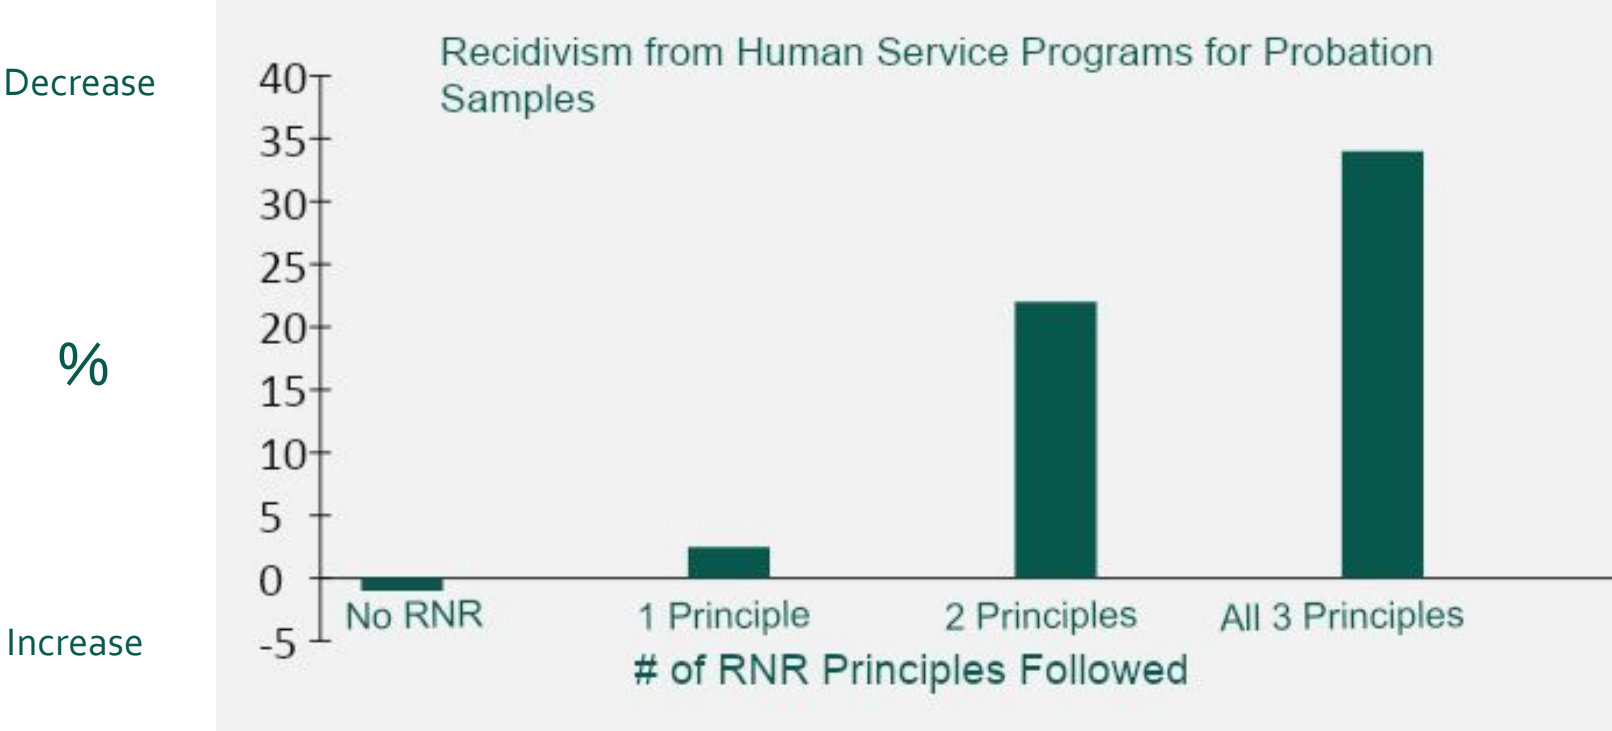 Recidivism from Human Service Programs for Probation
Samples
Decrease
%
Increase
40
35
30
25
20
15
10
5
0
-5
No RNR
1 Principle
2 Principles
All 3 Principles
# of RNR Principles Followed